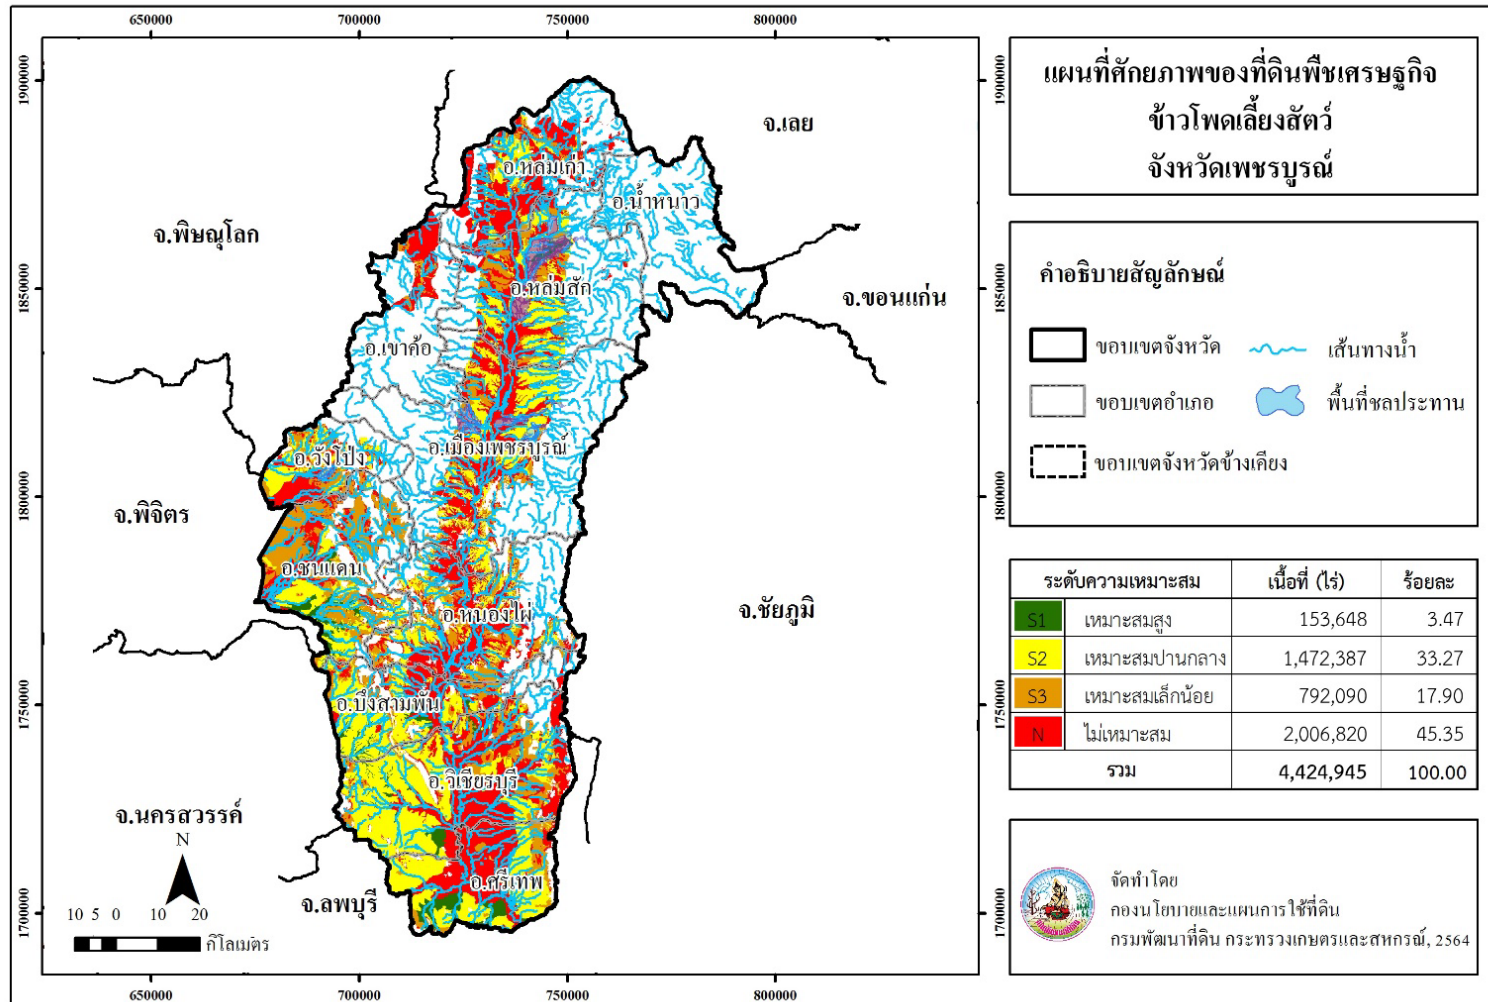 650000 700000 750000 800000
แผนที่ศักยภาพของที่ดินพืชเศรษฐกิจ
ข้าวโพดเลี้ยงสัตว์
จังหวัดเพชรบูรณ์
1900000 1900000
1850000 1850000
1800000 1800000
1750000 1750000
1700000 1700000
จ.เลย
จ.พิษณุโลก
จ.ขอนแก่น
จ.พิจิตร
จ.ชัยภูมิ
จ.นครสวรรค์
จ.ลพบุรี
อ.หล่มเก่า
อ.น้ำหนาว
อ.หล่มสัก
อ.เขาค้อ
อ.เมืองเพชรบูรณ์
อ.วังโป่ง
อ.ชนแดน
อ.หนองไผ่
อ.บึงสามพัน
อ.วิเชียรบุรี
อ.ศรีเทพ
N
10 5 0 10 20
กิโลเมตร
650000 700000 750000 800000
คำอธิบายสัญลักษณ์
ขอบเขตจังหวัด เส้นทางน้ำ
ขอบเขตอำเภอ พื้นที่ชลประทาน
ขอบเขตจังหวัดข้างเคียง
ระดับความเหมาะสม เนื้อที่ (ไร่) ร้อยละ
S1 เหมาะสมสูง 153,648 3.47
S2 เหมาะสมปานกลาง 1,472,387 33.27
S3 เหมาะสมเล็กน้อย 792,090 17.90
N ไม่เหมาะสม 2,006,820 45.35
รวม 4,424,945 100.00
จัดทำโดย
กองนโยบายและแผนการใช้ที่ดิน
กรมพัฒนาที่ดิน กระทรวงเกษตรและสหกรณ์, 2564